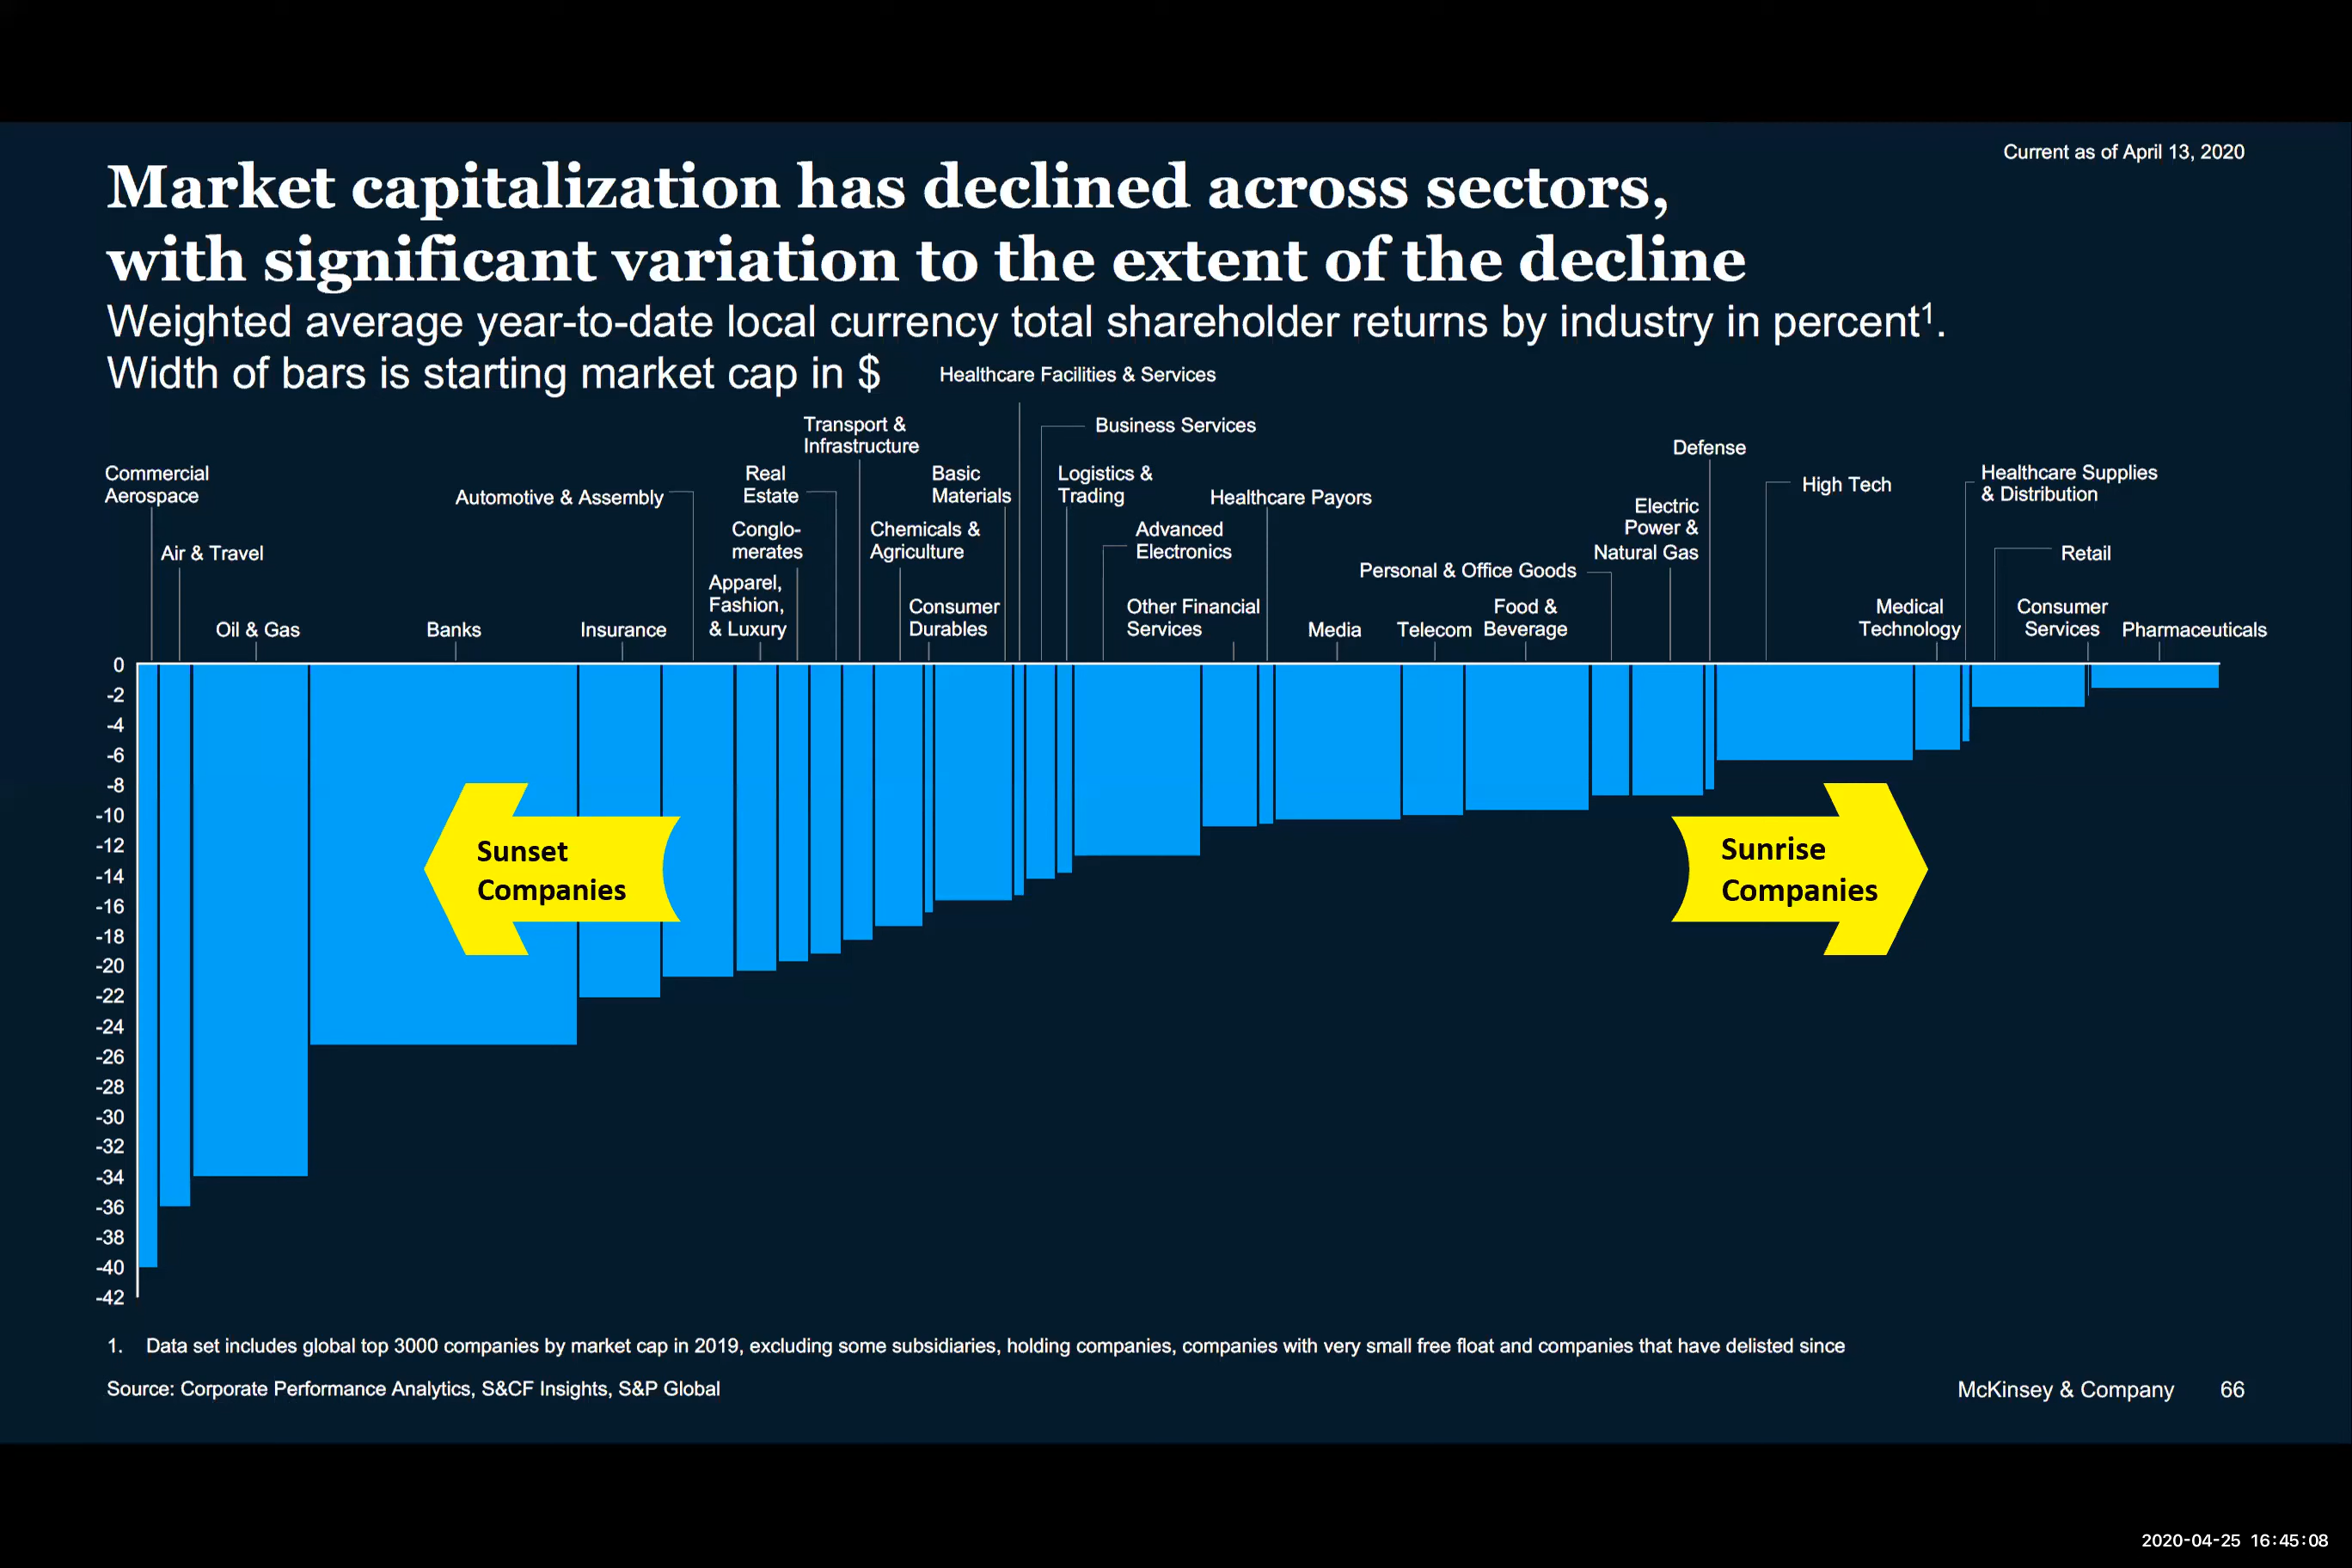 Current as of April 13, 2020
Market capitalization has declined across sectors,
with significant variation to the extent of the decline
Weighted average year-to-date local currency total shareholder returns by industry in percent¹.
Width of bars is starting market cap in $
Healthcare Facilities & Services
Transport &
Infrastructure
Business Services
Defense
Commercial
Aerospace
Automotive & Assembly
Real
Estate
Basic
Materials
Logistics &
Trading
Healthcare Payors
High Tech
Healthcare Supplies
& Distribution
Air & Travel
Conglo-
merates
Chemicals &
Agriculture
Advanced
Electronics
Electric
Power &
Natural Gas
Retail
Personal & Office Goods
Oil & Gas
Banks
Insurance
Apparel,
Fashion,
& Luxury
Consumer
Durables
Other Financial
Services
Media
Telecom
Food &
Beverage
Medical
Technology
Consumer
Services
Pharmaceuticals
0
-2
-4
-6
-8
-10
-12
-14
-16
-18
-20
-22
-24
-26
-28
-30
-32
-34
-36
-38
-40
-42
Sunset
Companies
Sunrise
Companies
1. Data set includes global top 3000 companies by market cap in 2019, excluding some subsidiaries, holding companies, companies with very small free float and companies that have delisted since
Source: Corporate Performance Analytics, S&CF Insights, S&P Global
McKinsey & Company 66
2020-04-25 16:45:08